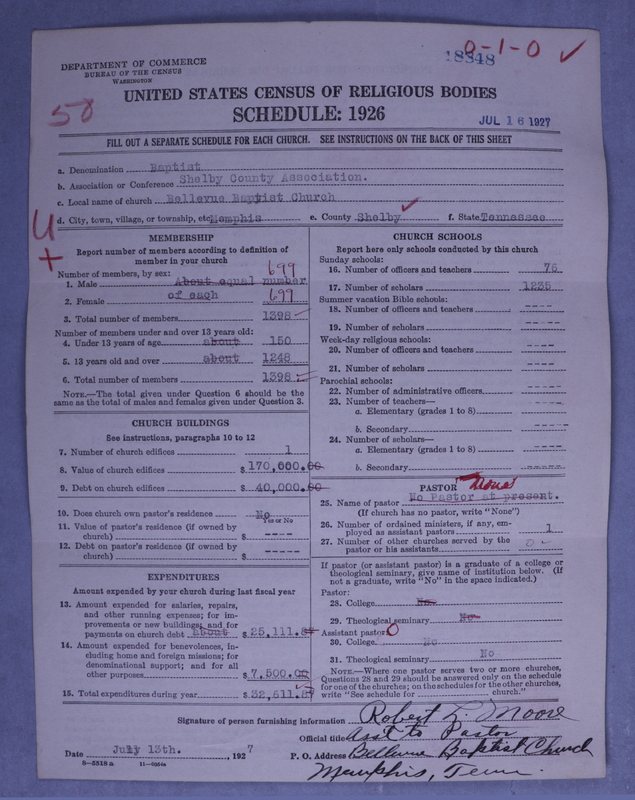 DEPARTMENT OF COMMERCE
BUREAU OF THE CENSUS
WASHINGTON
18348
0-1-0 ✓
58
UNITED STATES CENSUS OF RELIGIOUS BODIES
SCHEDULE: 1926
JUL 16 1927
FILL OUT A SEPARATE SCHEDULE FOR EACH CHURCH. SEE INSTRUCTIONS ON THE BACK OF THIS SHEET
a. Denomination Baptist
b. Association or Conference Shelby County Association.
c. Local name of church Bellevue Baptist Church
d. City, town, village, or township, etc Memphis e. County Shelby ✓ f. State Tennessee
U
+
MEMBERSHIP
Report number of members according to definition of
member in your church
Number of members, by sex:
1. Male About equal number 699
2. Female of each 699
3. Total number of members 1398
Number of members under and over 13 years old:
4. Under 13 years of age about 150
5. 13 years old and over about 1248
6. Total number of members 1398
NOTE.—The total given under Question 6 should be
the same as the total of males and females given under Question 3.
CHURCH BUILDINGS
See instructions, paragraphs 10 to 12
7. Number of church edifices 1
8. Value of church edifices $170,000.00
9. Debt on church edifices $40,000.00
10. Does church own pastor's residence No
Yes or No
11. Value of pastor's residence (if owned by
church) $ ----
12. Debt on pastor's residence (if owned by
church) $ -----
EXPENDITURES
Amount expended by your church during last fiscal year
13. Amount expended for salaries, repairs,
and other running expenses; for im-
provements or new buildings; and for
payments on church debt About $25,111.
14. Amount expended for benevolences, in-
cluding home and foreign missions; for
denominational support; and for all
other purposes $7,500.00
15. Total expenditures during year $32,611.
CHURCH SCHOOLS
Report here only schools conducted by this church
Sunday schools:
16. Number of officers and teachers 76
17. Number of scholars 1235
Summer vacation Bible schools:
18. Number of officers and teachers ----
19. Number of scholars ----
Week-day religious schools:
20. Number of officers and teachers ----
21. Number of scholars ----
Parochial schools:
22. Number of administrative officers ----
23. Number of teachers—
a. Elementary (grades 1 to 8) ----
b. Secondary -----
24. Number of scholars—
a. Elementary (grades 1 to 8) ----
b. Secondary -----
PASTOR None
25. Name of pastor No Pastor at present.
(If church has no pastor, write "None")
26. Number of ordained ministers, if any, em-
ployed as assistant pastors 1
27. Number of other churches served by the
pastor or his assistants 0
If pastor (or assistant pastor) is a graduate of a college or
theological seminary, give name of institution below. (If
not a graduate, write "No" in the space indicated.)
Pastor:
28. College No
29. Theological seminary No
Assistant pastor: 0
30. College No
31. Theological seminary No
NOTE.—Where one pastor serves two or more churches,
Questions 28 and 29 should be answered only on the schedule
for one of the churches; on the schedules for the other churches,
write "See schedule for church."
Signature of person furnishing information Robert L. Moore
Official title Asst to Pastor
Date July 13th. , 1927 P. O. Address Bellevue Baptist Church
8—5318 a
Memphis, Tenn.